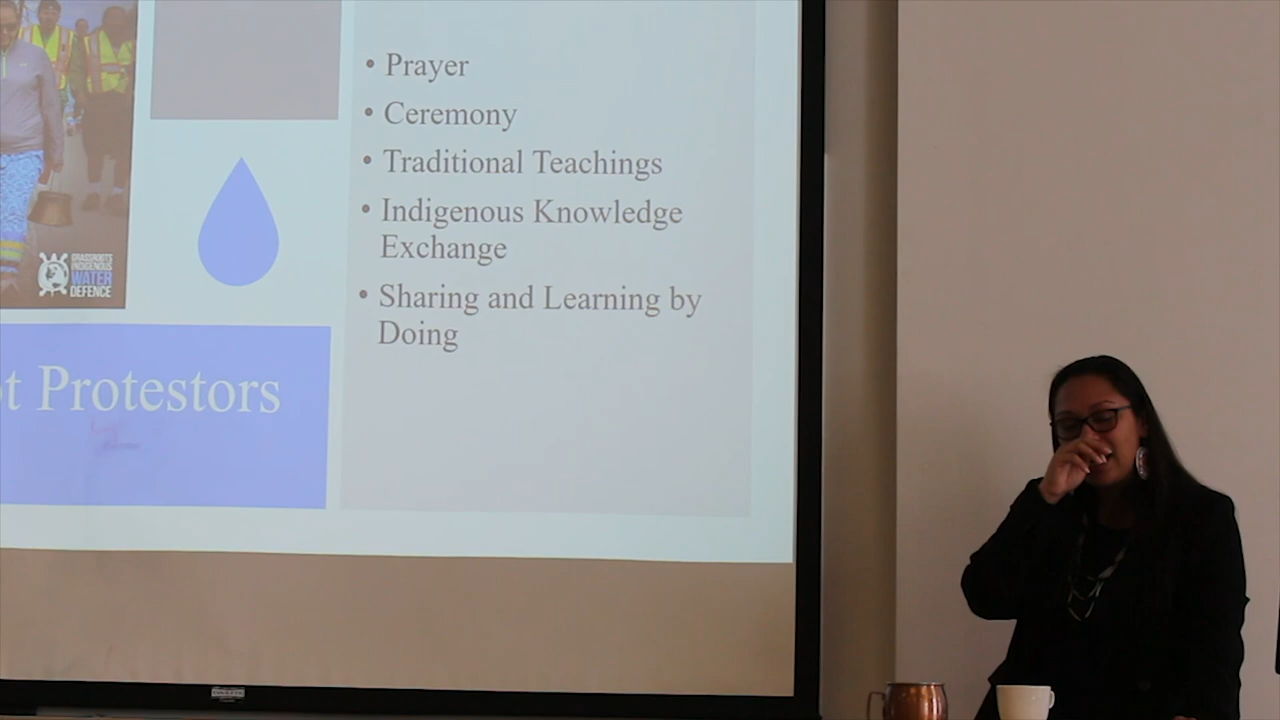 Prayer
Ceremony
Traditional Teachings
Indigenous Knowledge
Exchange
Sharing and Learning by
Doing
GRASSROOTS
INDIGENOUS
WATER
DEFENCE
Protestors